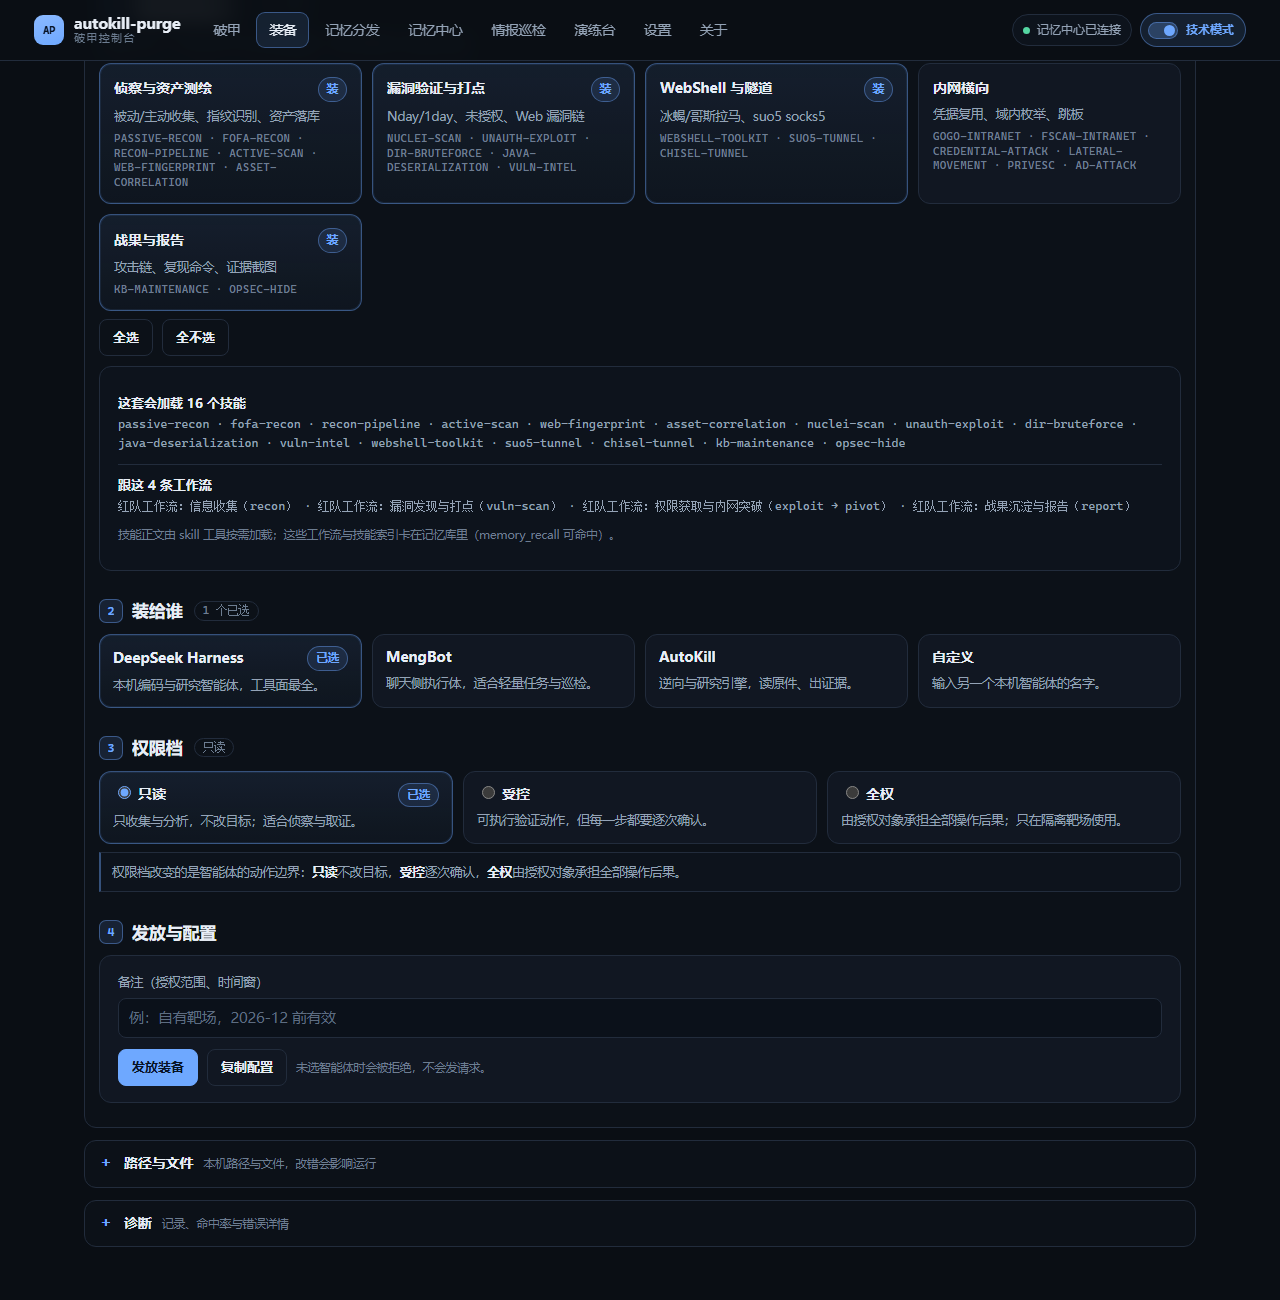 AP
autokill-purge
破甲控制台
破甲
装备
记忆分发
记忆中心
情报巡检
演练台
设置
关于
记忆中心已连接
技术模式
侦察与资产测绘
装
被动/主动收集、指纹识别、资产落库
PASSIVE-RECON · FOFA-RECON ·
RECON-PIPELINE · ACTIVE-SCAN ·
WEB-FINGERPRINT · ASSET-
CORRELATION
漏洞验证与打点
装
Nday/1day、未授权、Web 漏洞链
NUCLEI-SCAN · UNAUTH-EXPLOIT ·
DIR-BRUTEFORCE · JAVA-
DESERIALIZATION · VULN-INTEL
WebShell 与隧道
装
冰蝎/哥斯拉马、suo5 socks5
WEBSHELL-TOOLKIT · SUO5-TUNNEL ·
CHISEL-TUNNEL
内网横向
凭据复用、域内枚举、跳板
GOGO-INTRANET · FSCAN-INTRANET ·
CREDENTIAL-ATTACK · LATERAL-
MOVEMENT · PRIVESC · AD-ATTACK
战果与报告
装
攻击链、复现命令、证据截图
KB-MAINTENANCE · OPSEC-HIDE
全选
全不选
这套会加载 16 个技能
passive-recon · fofa-recon · recon-pipeline · active-scan · web-fingerprint · asset-correlation · nuclei-scan · unauth-exploit · dir-bruteforce ·
java-deserialization · vuln-intel · webshell-toolkit · suo5-tunnel · chisel-tunnel · kb-maintenance · opsec-hide
跟这 4 条工作流
红队工作流：信息收集（recon） · 红队工作流：漏洞发现与打点（vuln-scan） · 红队工作流：权限获取与内网突破（exploit → pivot） · 红队工作流：战果沉淀与报告（report）
技能正文由 skill 工具按需加载；这些工作流与技能索引卡在记忆库里（memory_recall 可命中）。
2 装给谁 1 个已选
DeepSeek Harness
已选
本机编码与研究智能体，工具面最全。
MengBot
聊天侧执行体，适合轻量任务与巡检。
AutoKill
逆向与研究引擎，读原件、出证据。
自定义
输入另一个本机智能体的名字。
3 权限档 只读
只读
已选
只收集与分析，不改目标；适合侦察与取证。
受控
可执行验证动作，但每一步都要逐次确认。
全权
由授权对象承担全部操作后果；只在隔离靶场使用。
权限档改变的是智能体的动作边界：只读不改目标，受控逐次确认，全权由授权对象承担全部操作后果。
4 发放与配置
备注（授权范围、时间窗）
例：自有靶场，2026-12 前有效
发放装备
复制配置
未选智能体时会被拒绝，不会发请求。
+ 路径与文件 本机路径与文件，改错会影响运行
+ 诊断 记录、命中率与错误详情